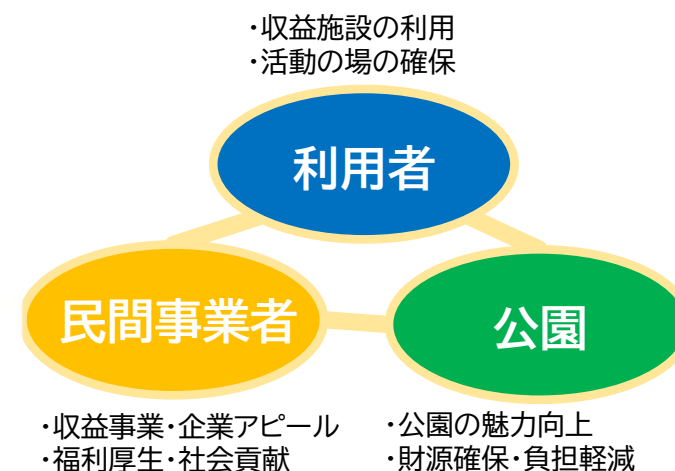 ・収益施設の利用
・活動の場の確保
利用者
民間事業者
公園
・収益事業・企業アピール
・福利厚生・社会貢献
・公園の魅力向上
・財源確保・負担軽減